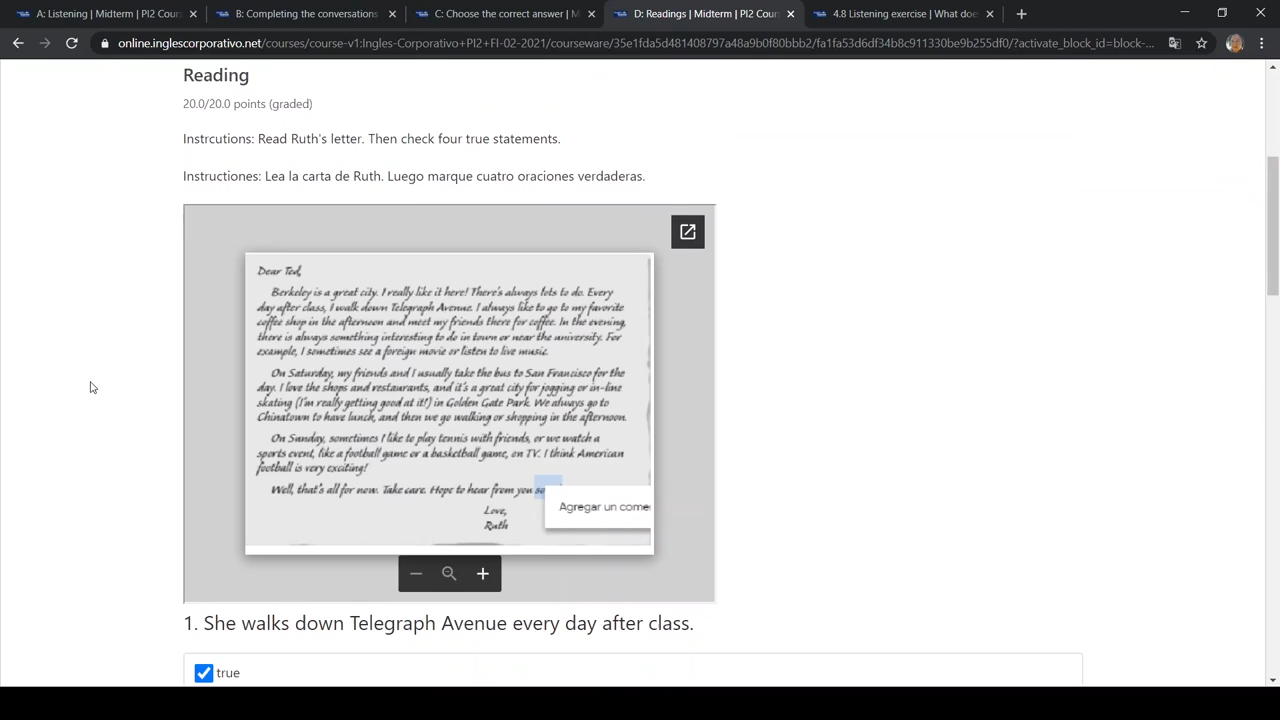 A: Listening | Midterm | PI2 Cours
B: Completing the conversations
C: Choose the correct answer | M
D: Readings | Midterm | PI2 Cour
4.8 Listening exercise | What doe
online.inglescorporativo.net/courses/course-v1:Ingles-Corporativo+PI2+FI-02-2021/courseware/35e1fda5d481408797a48a9b0f80bbb2/fa1fa53d6df34b8c911330be9b255df0/?activate_block_id=block-...
Reading
20.0/20.0 points (graded)
Instrcutions: Read Ruth's letter. Then check four true statements.
Instructiones: Lea la carta de Ruth. Luego marque cuatro oraciones verdaderas.
Dear Ted,
Berkeley is a great city. I really like it here! There's always lots to do. Every
day after class, I walk down Telegraph Avenue. I always like to go to my favorite
coffee shop in the afternoon and meet my friends there for coffee. In the evening,
there is always something interesting to do in town or near the university. For
example, I sometimes see a foreign movie or listen to live music.
On Saturday, my friends and I usually take the bus to San Francisco for the
day. I love the shops and restaurants, and it's a great city for jogging or in-line
skating (I'm really getting good at it!) in Golden Gate Park. We always go to
Chinatown to have lunch, and then we go walking or shopping in the afternoon.
On Sunday, sometimes I like to play tennis with friends, or we watch a
sports event, like a football game or a basketball game, on TV. I think American
football is very exciting!
Well, that's all for now. Take care. Hope to hear from you so
Agregar un come
Love,
Ruth
1. She walks down Telegraph Avenue every day after class.
true